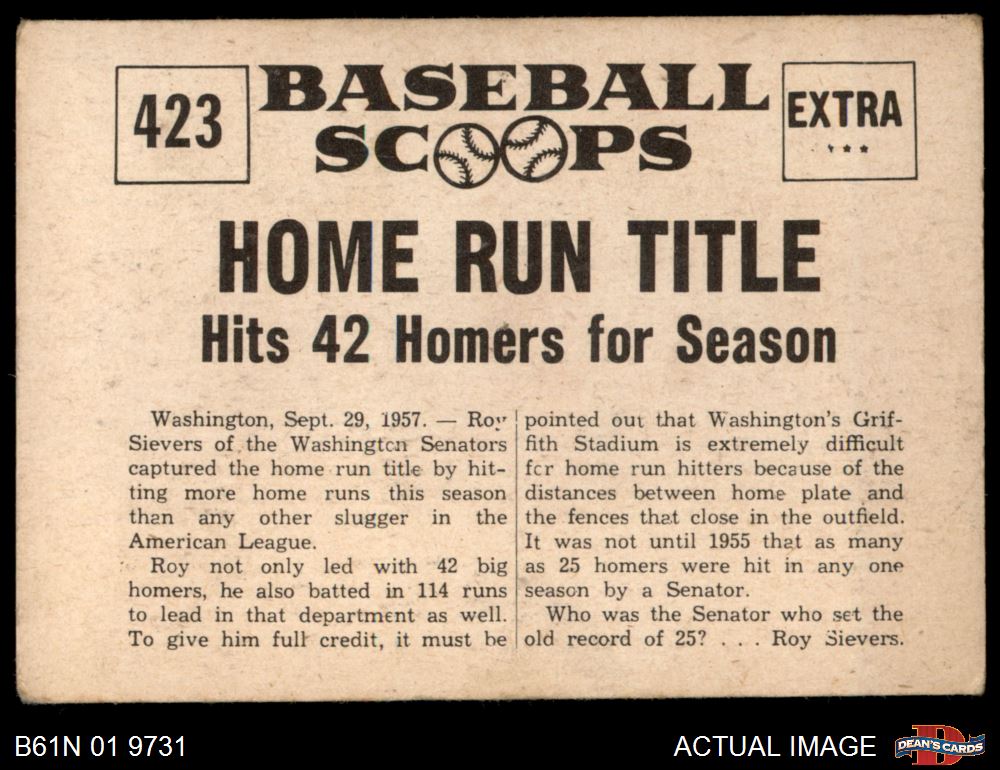 423
BASEBALL
SCOOPS
EXTRA
***
HOME RUN TITLE
Hits 42 Homers for Season
Washington, Sept. 29, 1957. — Roy
Sievers of the Washington Senators
captured the home run title by hit-
ting more home runs this season
than any other slugger in the
American League.
Roy not only led with 42 big
homers, he also batted in 114 runs
to lead in that department as well.
To give him full credit, it must be
pointed out that Washington's Grif-
fith Stadium is extremely difficult
for home run hitters because of the
distances between home plate and
the fences that close in the outfield.
It was not until 1955 that as many
as 25 homers were hit in any one
season by a Senator.
Who was the Senator who set the
old record of 25? . . . Roy Sievers.
B61N 01 9731
ACTUAL IMAGE
DEAN'S CARDS